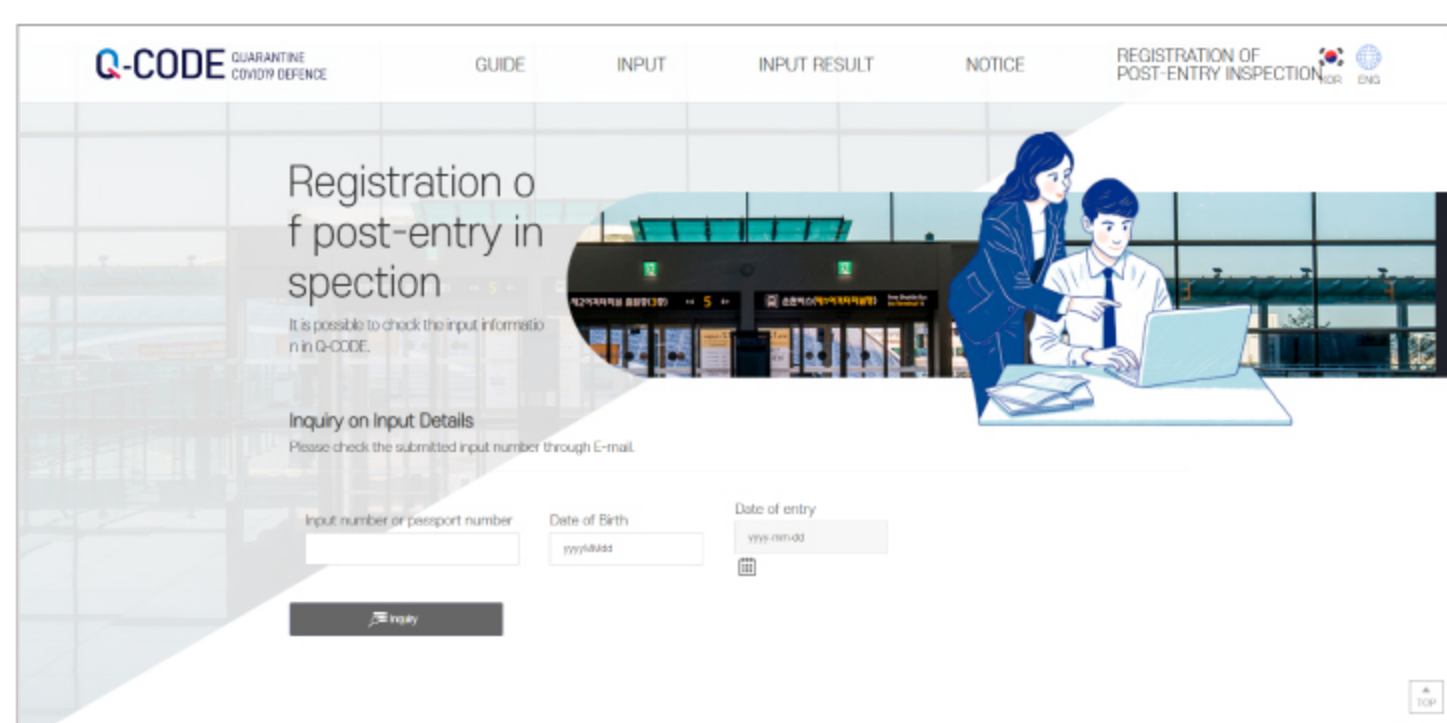 Q-CODE QUARANTINE
COVID19 DEFENCE
GUIDE
INPUT
INPUT RESULT
NOTICE
REGISTRATION OF
POST-ENTRY INSPECTION
KOR
ENG
Registration o
f post-entry in
spection
It is possible to check the input informatio
n in Q-CODE.
5
Inquiry on Input Details
Please check the submitted input number through E-mail.
Input number or passport number
Date of Birth
yyyyMMdd
Date of entry
yyyy-mm-dd
Inquiry
TOP